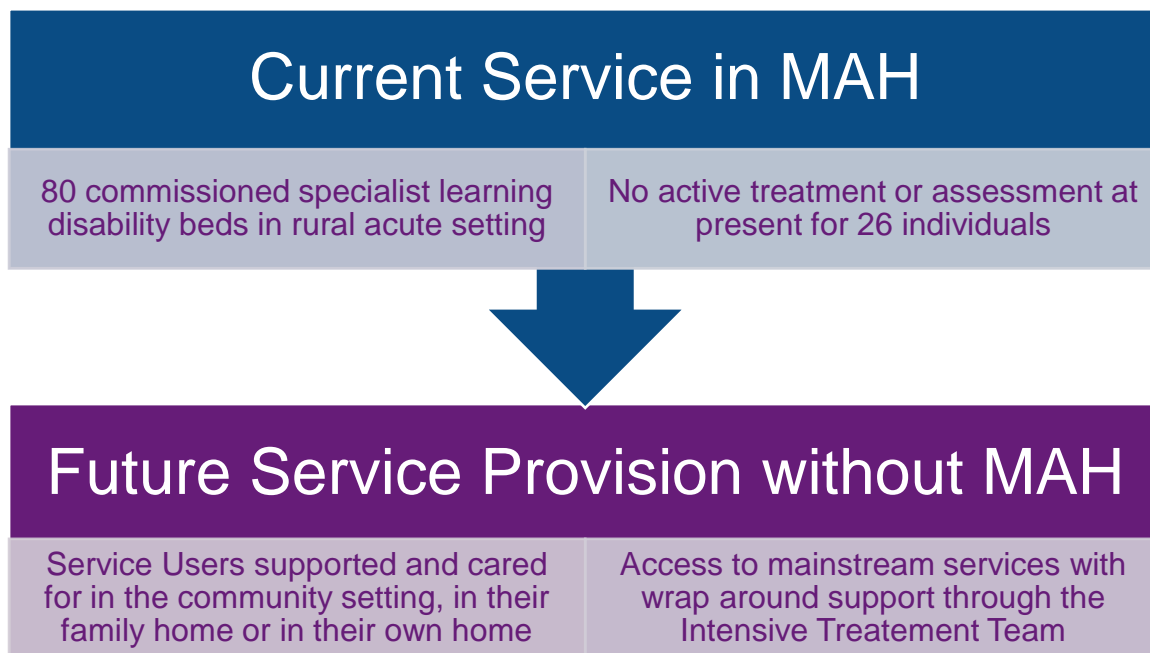 Current Service in MAH
80 commissioned specialist learning
disability beds in rural acute setting
No active treatment or assessment at
present for 26 individuals
Future Service Provision without MAH
Service Users supported and cared
for in the community setting, in their
family home or in their own home
Access to mainstream services with
wrap around support through the
Intensive Treatement Team